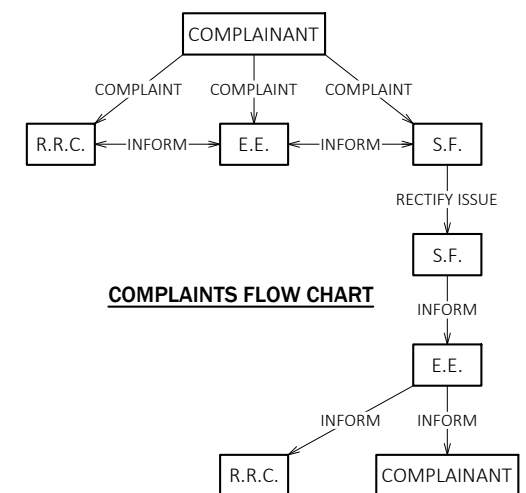 COMPLAINANT
COMPLAINT COMPLAINT COMPLAINT
R.R.C. INFORM E.E. INFORM S.F.
RECTIFY ISSUE
S.F.
COMPLAINTS FLOW CHART
INFORM
E.E.
INFORM INFORM
R.R.C. COMPLAINANT